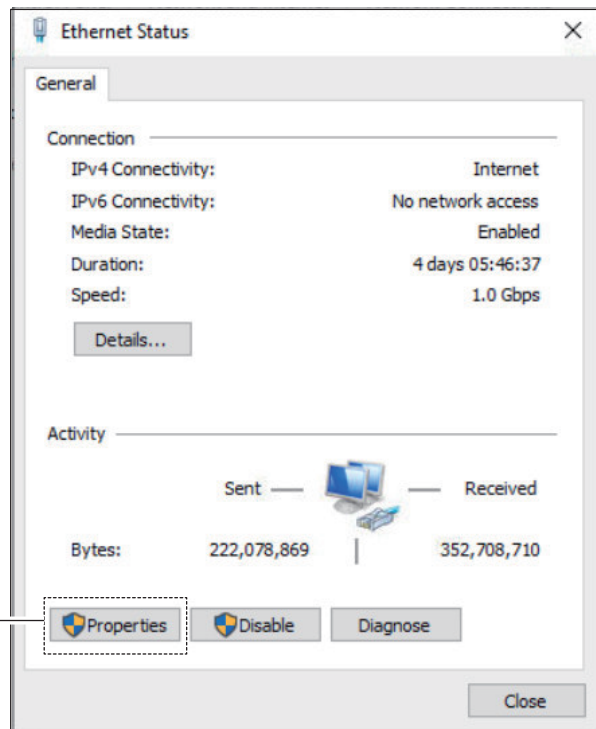 Ethernet Status
General
Connection
IPv4 Connectivity: Internet
IPv6 Connectivity: No network access
Media State: Enabled
Duration: 4 days 05:46:37
Speed: 1.0 Gbps
Details...
Activity
Sent Received
Bytes: 222,078,869 352,708,710
Properties Disable Diagnose
Close